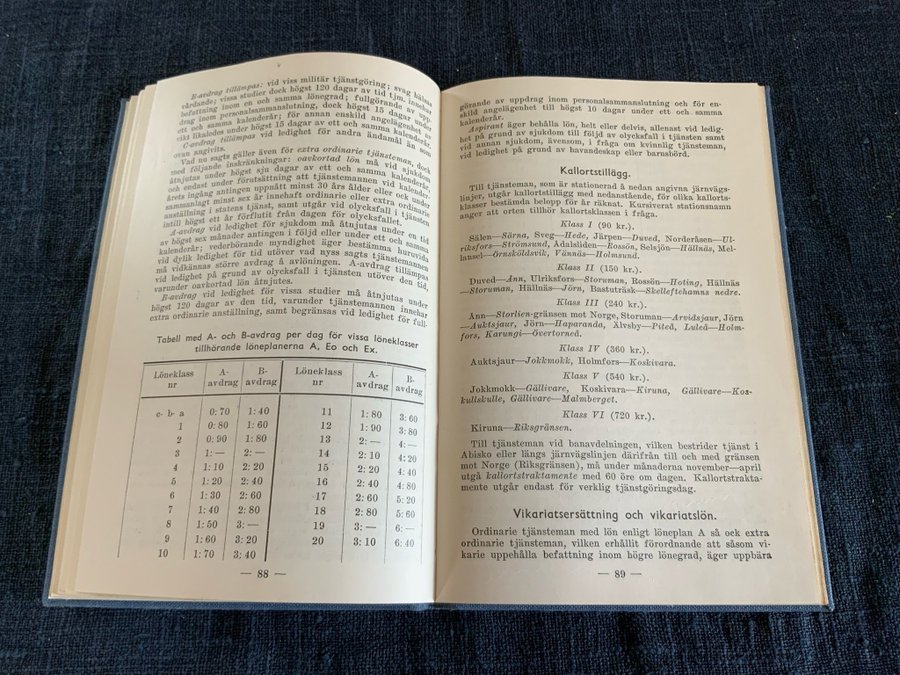 B-avdrag tillämpas: vid viss militär tjänstgöring; svag hälsas
vårdande; vissa studier dock högst 120 dagar av tid tjm. innehas
befattning inom en och samma lönegrad; fullgörande av upp-
drag inom personalsammanslutning, dock högst 15 dagar under
ett och samma kalenderår; för annan enskild angelägenhet av
vikt likaledes under högst 15 dagar av ett och samma kalenderår.
C-avdrag tillämpas vid ledighet för andra ändamål än som
ovan angivits.
Vad nu sagts gäller även för extra ordinarie tjänsteman, dock
med följande inskränkningar: oavkortad lön må vid sjukdom
åtnjutas under högst sju dagar av ett och samma kalenderår,
och endast under förutsättning att tjänstemannen vid kalender-
årets ingång antingen uppnått minst 30 års ålder eller ock under
sammanlagt minst sex år innehaft ordinarie eller extra ordinarie
anställning i statens tjänst, samt utgår vid olycksfall i tjänsten
intill högst ett år förflutit från dagen för olycksfallet.
A-avdrag vid ledighet för sjukdom må åtnjutas under en tid
av högst sex månader antingen i följd eller under ett och samma
kalenderår; vederbörande myndighet äger bestämma huruvida
vid dylik ledighet för tid utöver vad nyss sagts tjänstemannen
må vidkännas större avdrag å avlöningen. A-avdrag tillämpas
vid ledighet på grund av olycksfall i tjänsten utöver den tid,
varunder oavkortad lön åtnjutes.
B-avdrag vid ledighet för vissa studier må åtnjutas under
högst 120 dagar av den tid, varunder tjänstemannen innehar
extra ordinarie anställning, samt begränsas vid ledighet för full-
Tabell med A- och B-avdrag per dag för vissa löneklasser
tillhörande löneplanerna A, Eo och Ex.
Löneklass nr A-avdrag B-avdrag Löneklass nr A-avdrag B-avdrag
c- b- a 0: 70 1: 40 11 1: 80 3: 60
1 0: 80 1: 60 12 1: 90 3: 80
2 0: 90 1: 80 13 2: — 4: —
3 1: — 2: — 14 2: 10 4: 20
4 1: 10 2: 20 15 2: 20 4: 40
5 1: 20 2: 40 16 2: 40 4: 80
6 1: 30 2: 60 17 2: 60 5: 20
7 1: 40 2: 80 18 2: 80 5: 60
8 1: 50 3: — 19 3: — 6: —
9 1: 60 3: 20 20 3: 10 6: 40
10 1: 70 3: 40
— 88 —
görande av uppdrag inom personalsammanslutning och för en-
skild angelägenhet till högst 10 dagar under ett och samma
kalenderår.
Aspirant äger behålla lön, helt eller delvis, allenast vid ledig-
het på grund av sjukdom till följd av olycksfall i tjänsten samt
vid annan sjukdom, ävensom, i fråga om kvinnlig tjänsteman,
vid ledighet på grund av havandeskap eller barnsbörd.
Kallortstillägg.
Till tjänsteman, som är stationerad å nedan angivna järnvägs-
linjer, utgår kallortstillägg med nedanstående, för olika kallorts-
klasser bestämda belopp för år räknat. Kursiverat stationsnamn
anger att orten tillhör kallortsklassen i fråga.
Klass I (90 kr.).
Sälen—Särna, Sveg—Hede, Järpen—Duved, Norderåsen—Ul-
riksfors—Strömsund, Ådalsliden—Rossön, Selsjön—Hällnäs, Mel-
lansel—Örnsköldsvik, Vännäs—Holmsund.
Klass II (150 kr.).
Duved—Ann, Ulriksfors—Storuman, Rossön—Hoting, Hällnäs
—Storuman, Hällnäs—Jörn, Bastuträsk—Skelleftehamns nedre.
Klass III (240 kr.).
Ann—Storlien-gränsen mot Norge, Storuman—Arvidsjaur, Jörn
—Auktsjaur, Jörn—Haparanda, Älvsby—Piteå, Luleå—Holm-
fors, Karungi—Övertorneå.
Klass IV (360 kr.).
Auktsjaur—Jokkmokk, Holmfors—Koskivara.
Klass V (540 kr.).
Jokkmokk—Gällivare, Koskivara—Kiruna, Gällivare—Kos-
kullskulle, Gällivare—Malmberget.
Klass VI (720 kr.).
Kiruna—Riksgränsen.
Till tjänsteman vid banavdelningen, vilken bestrider tjänst i
Abisko eller längs järnvägslinjen därifrån till och med gränsen
mot Norge (Riksgränsen), må under månaderna november—april
utgå kallortstraktamente med 60 öre om dagen. Kallortstrakta-
mente utgår endast för verklig tjänstgöringsdag.
Vikariatsersättning och vikariatslön.
Ordinarie tjänsteman med lön enligt löneplan A så ock extra
ordinarie tjänsteman, vilken erhållit förordnande att såsom vi-
karie uppehålla befattning inom högre lönegrad, äger uppbära
— 89 —